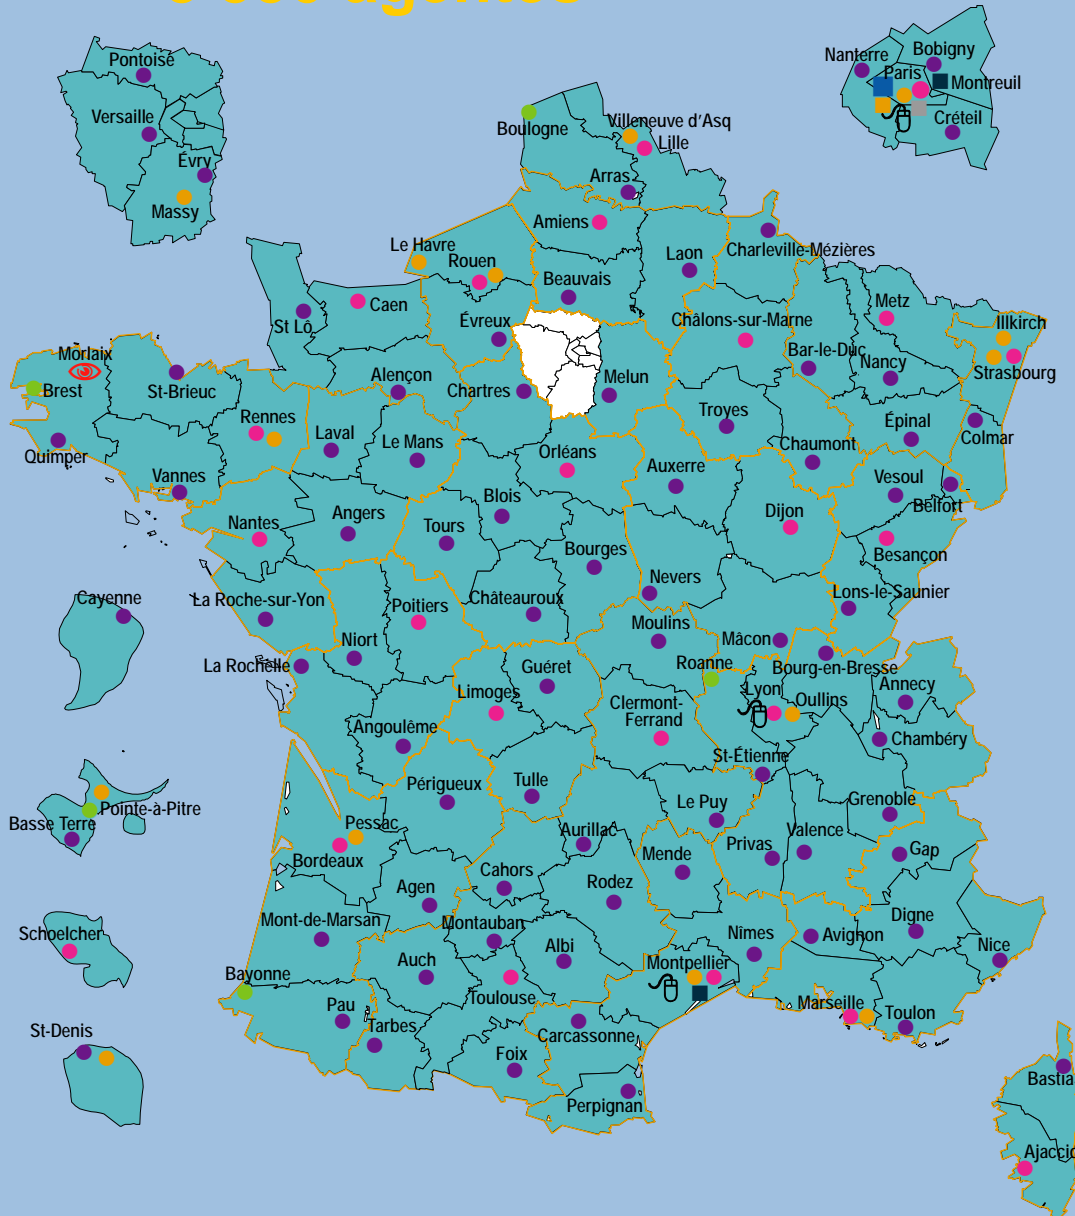 agentes
Pontoise
Versaille
Évry
Massy
Nanterre
Bobigny
Paris
Montreuil
Créteil
Boulogne
Villeneuve d'Asq
Lille
Arras
Amiens
Laon
Charleville-Mézières
Le Havre
Rouen
Beauvais
Caen
St Lô
Évreux
Châlons-sur-Marne
Metz
Illkirch
Strasbourg
Bar-le-Duc
Nancy
Morlaix
Brest
St-Brieuc
Alençon
Chartres
Melun
Troyes
Épinal
Colmar
Quimper
Rennes
Laval
Le Mans
Orléans
Auxerre
Chaumont
Vesoul
Belfort
Vannes
Blois
Nantes
Angers
Tours
Dijon
Besançon
Bourges
Nevers
Cayenne
La Roche-sur-Yon
Poitiers
Châteauroux
Lons-le-Saunier
Moulins
Mâcon
Niort
La Rochelle
Guéret
Roanne
Bourg-en-Bresse
Annecy
Limoges
Clermont-
Ferrand
Lyon
Oullins
Angoulême
Chambéry
St-Étienne
Périgueux
Tulle
Le Puy
Grenoble
Pointe-à-Pitre
Basse Terre
Pessac
Bordeaux
Aurillac
Privas
Valence
Mende
Gap
Cahors
Agen
Rodez
Mont-de-Marsan
Montauban
Digne
Schoelcher
Albi
Nîmes
Avignon
Nice
Auch
Bayonne
Toulouse
Montpellier
Marseille
Toulon
Pau
Tarbes
Carcassonne
St-Denis
Foix
Perpignan
Bastia
Ajaccio